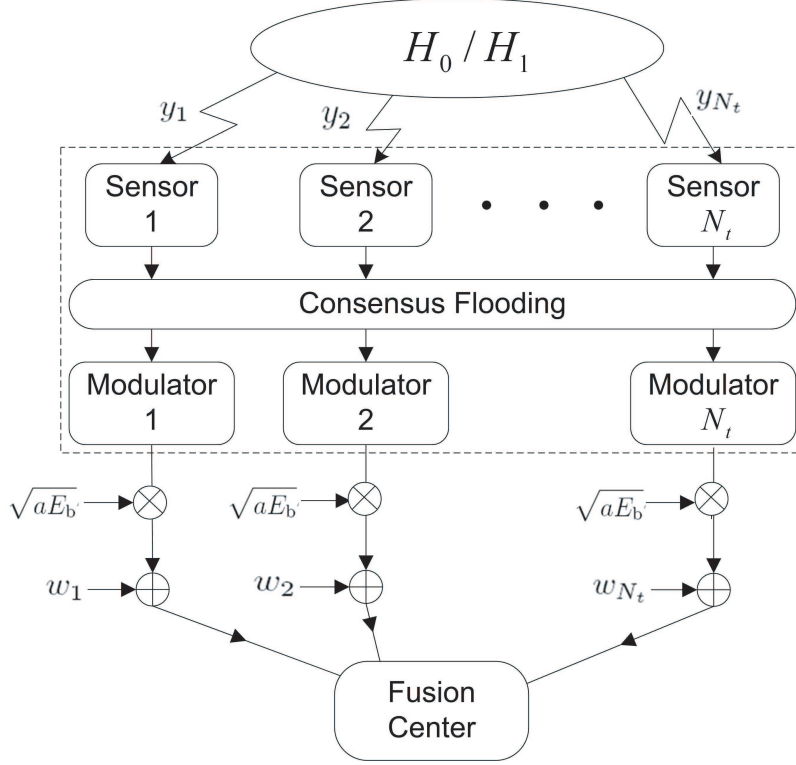 H_0 / H_1
y_1
y_2
y_{N_t}
Sensor
1
Sensor
2
• • •
Sensor
N_t
Consensus Flooding
Modulator
1
Modulator
2
Modulator
N_t
√aE_b
√aE_b
√aE_b
w_1
w_2
w_{N_t}
Fusion
Center